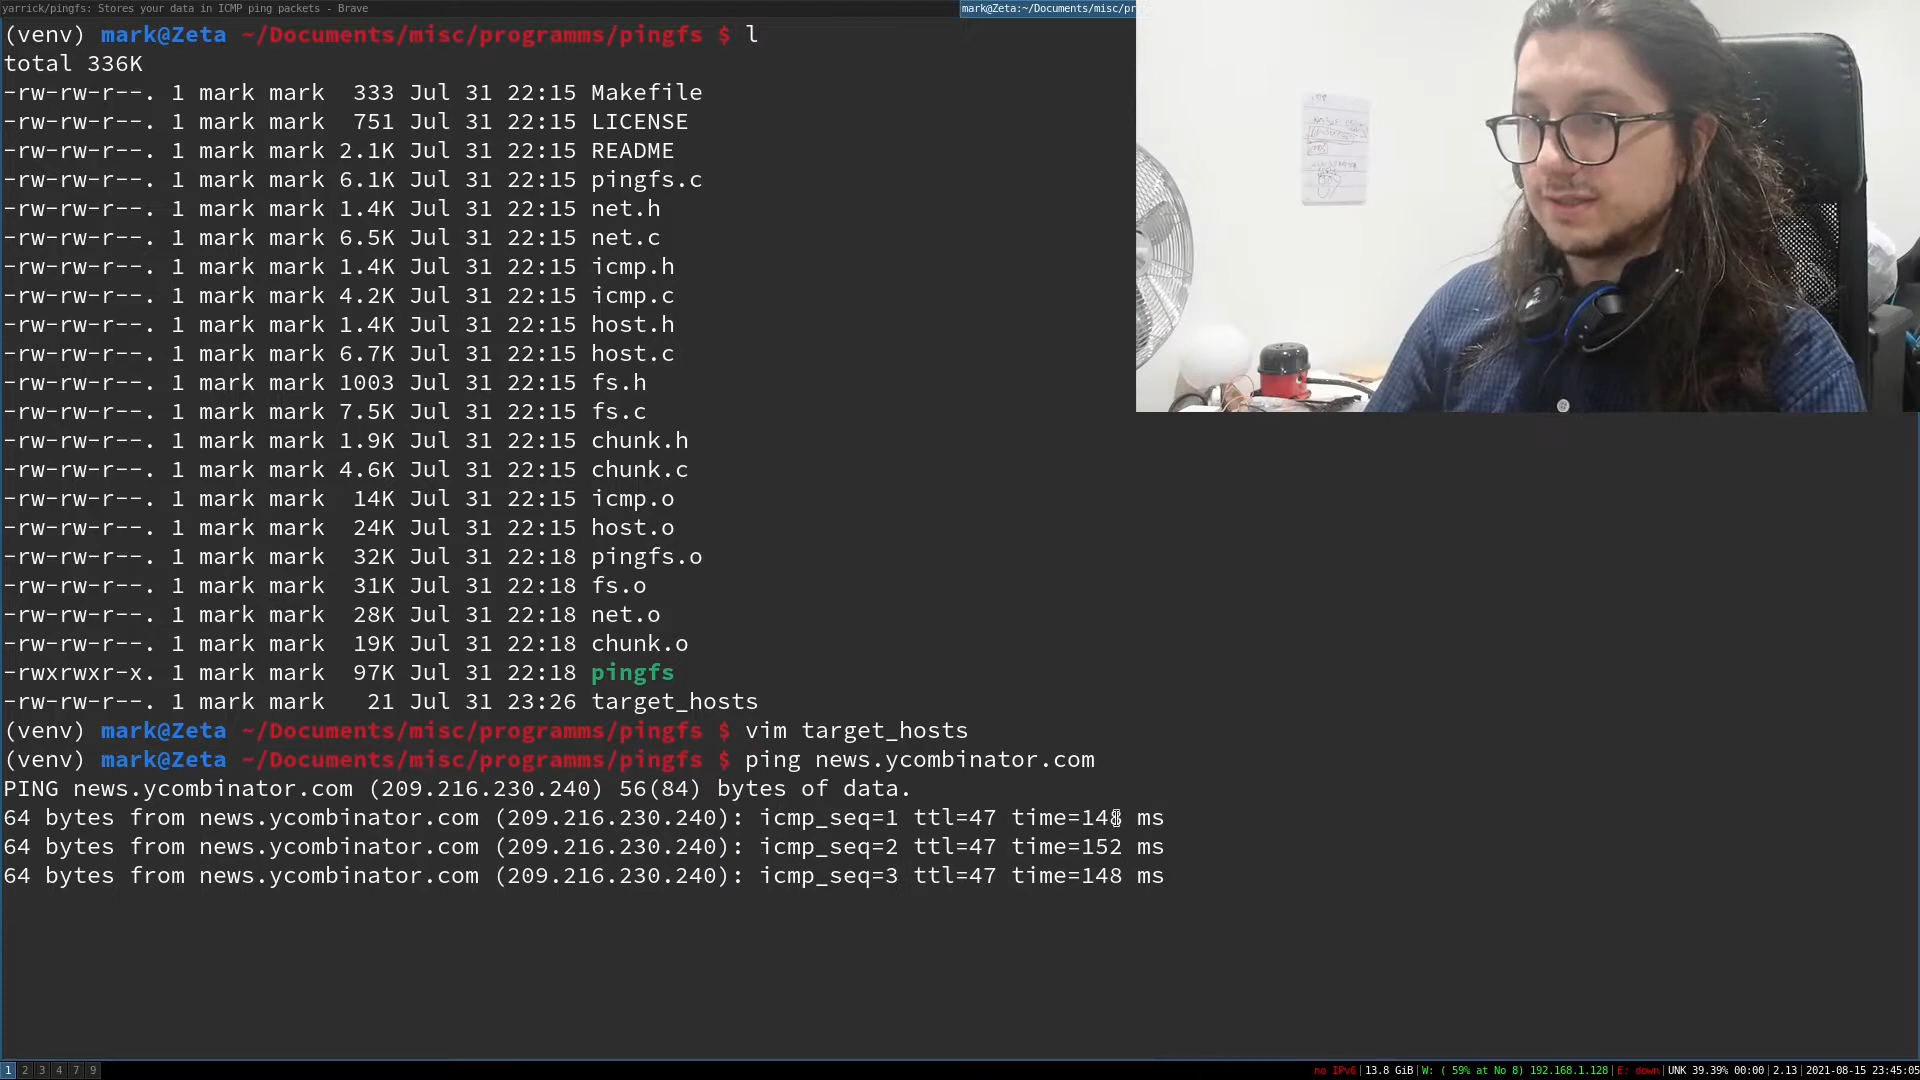 yarrick/pingfs: Stores your data in ICMP ping packets - Brave
mark@Zeta:~/Documents/misc/pr
(venv) mark@Zeta ~/Documents/misc/programms/pingfs $ l
total 336K
-rw-rw-r--. 1 mark mark  333 Jul 31 22:15 Makefile
-rw-rw-r--. 1 mark mark  751 Jul 31 22:15 LICENSE
-rw-rw-r--. 1 mark mark 2.1K Jul 31 22:15 README
-rw-rw-r--. 1 mark mark 6.1K Jul 31 22:15 pingfs.c
-rw-rw-r--. 1 mark mark 1.4K Jul 31 22:15 net.h
-rw-rw-r--. 1 mark mark 6.5K Jul 31 22:15 net.c
-rw-rw-r--. 1 mark mark 1.4K Jul 31 22:15 icmp.h
-rw-rw-r--. 1 mark mark 4.2K Jul 31 22:15 icmp.c
-rw-rw-r--. 1 mark mark 1.4K Jul 31 22:15 host.h
-rw-rw-r--. 1 mark mark 6.7K Jul 31 22:15 host.c
-rw-rw-r--. 1 mark mark 1003 Jul 31 22:15 fs.h
-rw-rw-r--. 1 mark mark 7.5K Jul 31 22:15 fs.c
-rw-rw-r--. 1 mark mark 1.9K Jul 31 22:15 chunk.h
-rw-rw-r--. 1 mark mark 4.6K Jul 31 22:15 chunk.c
-rw-rw-r--. 1 mark mark  14K Jul 31 22:15 icmp.o
-rw-rw-r--. 1 mark mark  24K Jul 31 22:15 host.o
-rw-rw-r--. 1 mark mark  32K Jul 31 22:18 pingfs.o
-rw-rw-r--. 1 mark mark  31K Jul 31 22:18 fs.o
-rw-rw-r--. 1 mark mark  28K Jul 31 22:18 net.o
-rw-rw-r--. 1 mark mark  19K Jul 31 22:18 chunk.o
-rwxrwxr-x. 1 mark mark  97K Jul 31 22:18 pingfs
-rw-rw-r--. 1 mark mark   21 Jul 31 23:26 target_hosts
(venv) mark@Zeta ~/Documents/misc/programms/pingfs $ vim target_hosts
(venv) mark@Zeta ~/Documents/misc/programms/pingfs $ ping news.ycombinator.com
PING news.ycombinator.com (209.216.230.240) 56(84) bytes of data.
64 bytes from news.ycombinator.com (209.216.230.240): icmp_seq=1 ttl=47 time=148 ms
64 bytes from news.ycombinator.com (209.216.230.240): icmp_seq=2 ttl=47 time=152 ms
64 bytes from news.ycombinator.com (209.216.230.240): icmp_seq=3 ttl=47 time=148 ms
1 2 3 4 7 9
no IPv6|13.8 GiB|W: ( 59% at No 8) 192.168.1.128|E: down|UNK 39.39% 00:00|2.13|2021-08-15 23:45:05